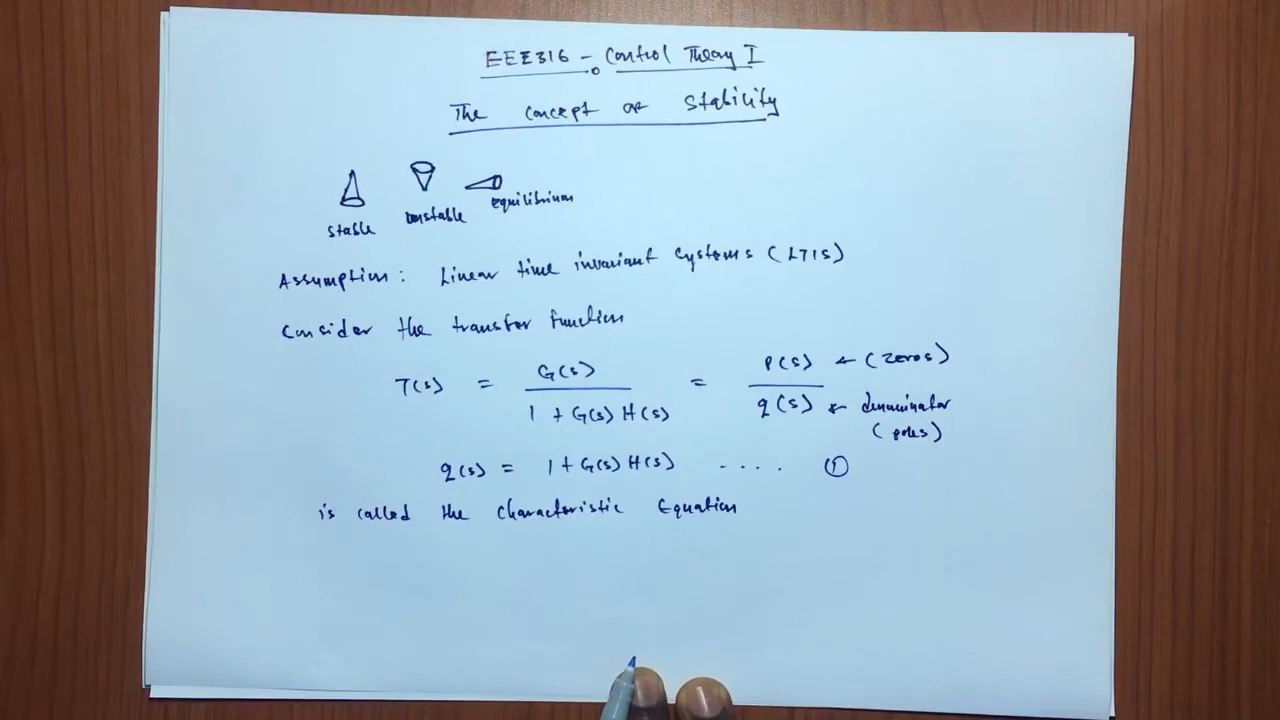 EEE316 - Control Theory I
The concept of Stability
stable
unstable
equilibrium
Assumption: Linear time invariant systems (LTIS)
Consider the transfer function
T(s) = G(s) / 1 + G(s) H(s) = P(s) / q(s)
← (zeros)
← denominator
(poles)
q(s) = 1 + G(s) H(s) .... ①
is called the characteristic Equation